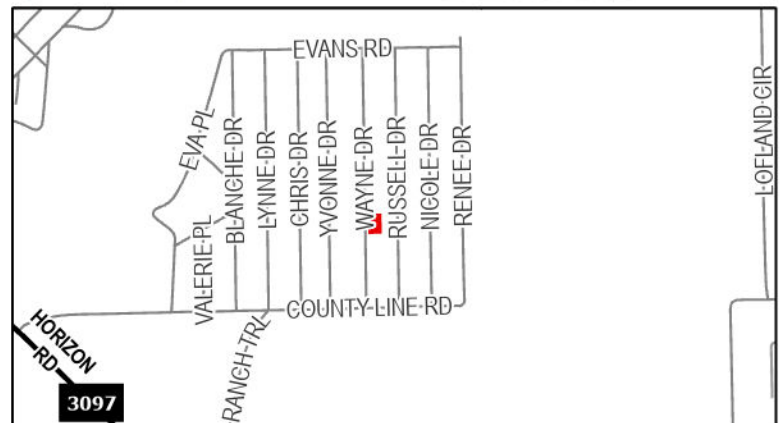 EVANS RD
EVA PL
BLANCHE DR
LYNNE DR
CHRIS DR
YVONNE DR
WAYNE DR
RUSSELL DR
NICOLE DR
RENEE DR
LOFLAND CIR
VALERIE PL
COUNTY LINE RD
HORIZON
RD
RANCH TRL
3097